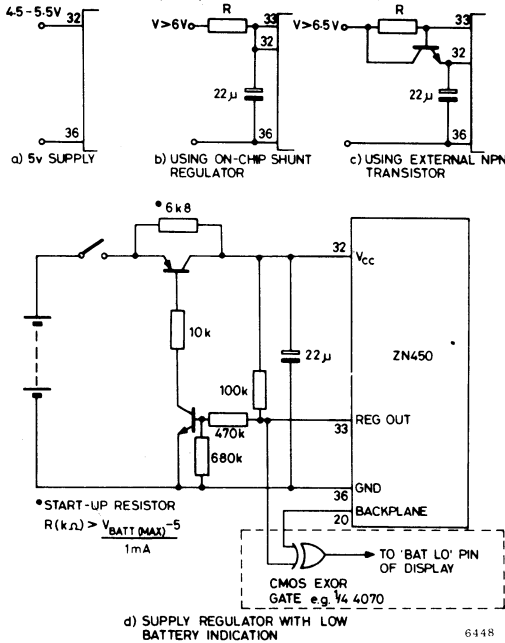 4.5-5.5V
32
36
a) 5v SUPPLY
V>6V
R
33
32
22µ
36
b) USING ON-CHIP SHUNT
REGULATOR
V>6·5V
R
33
32
22µ
36
c) USING EXTERNAL NPN
TRANSISTOR
• 6k8
32
VCC
ZN450
10k
22µ
100k
REG OUT
33
470k
680k
GND
36
BACKPLANE
20
•START-UP RESISTOR
R(kΩ) > VBATT (MAX)-5
1mA
TO 'BAT LO' PIN
OF DISPLAY
CMOS EXOR
GATE e.g. ¼ 4070
d) SUPPLY REGULATOR WITH LOW
BATTERY INDICATION
6448